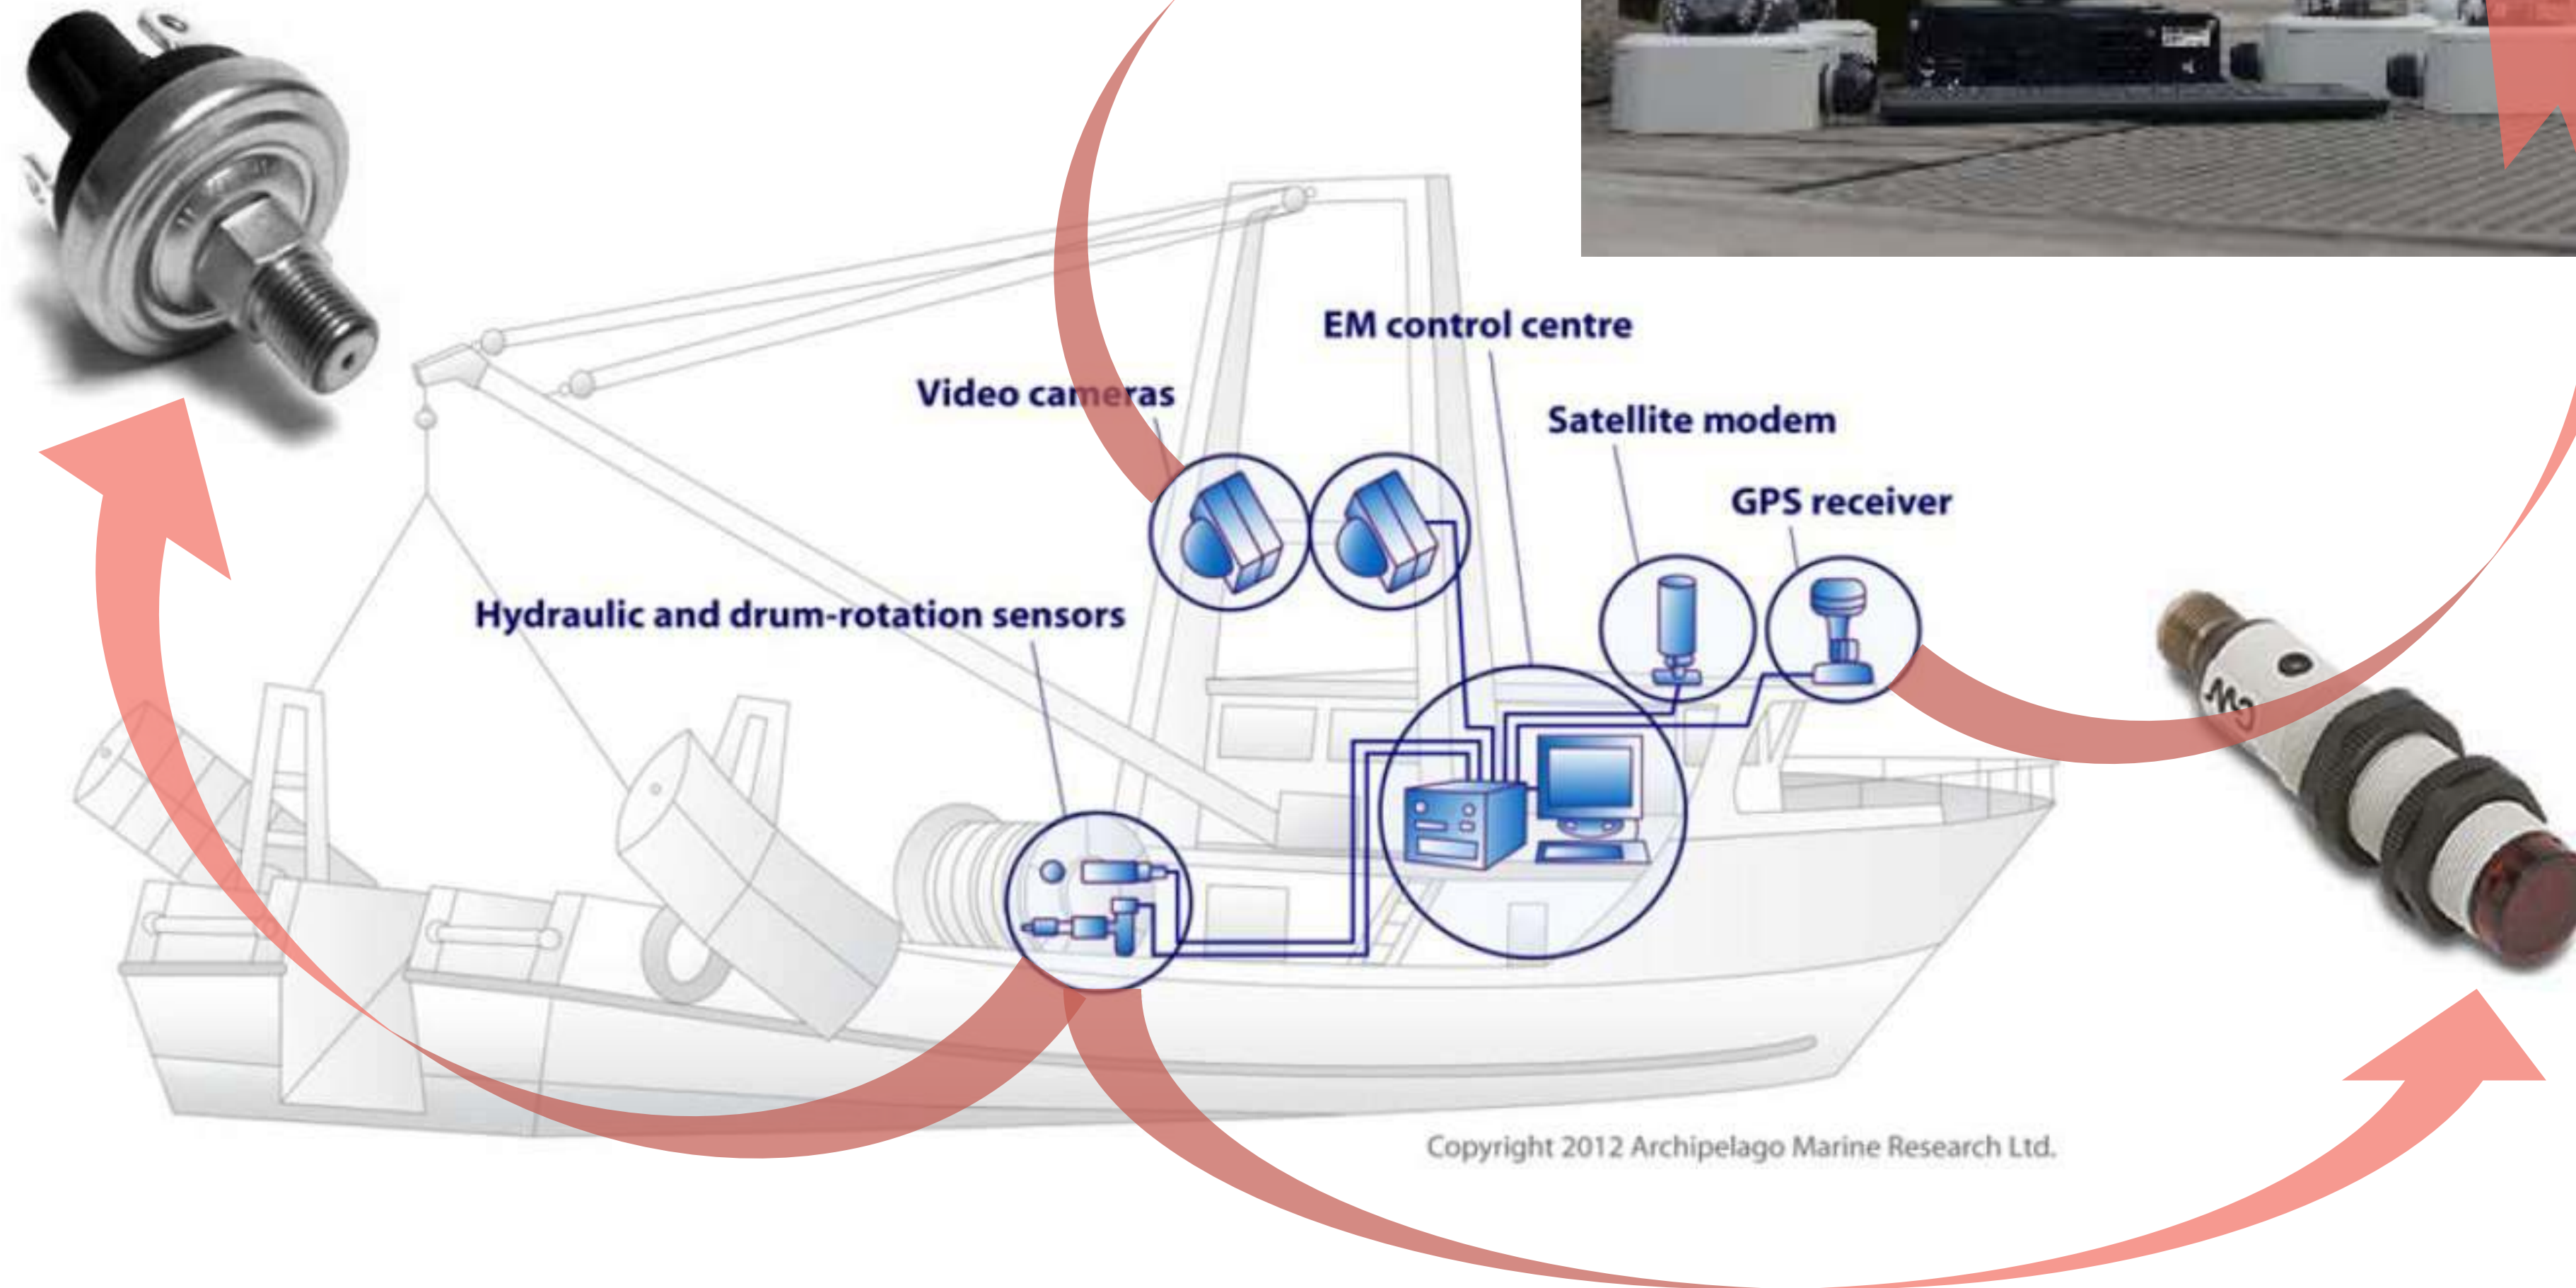 EM control centre
Video cameras
Satellite modem
GPS receiver
Hydraulic and drum-rotation sensors
Copyright 2012 Archipelago Marine Research Ltd.